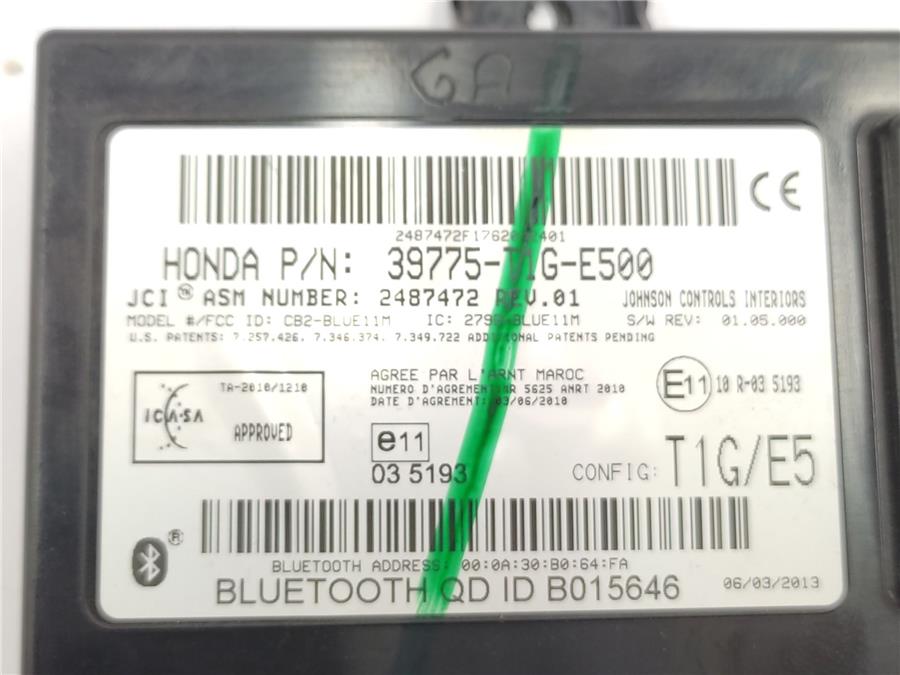 GA
CE
HONDA P/N: 39775-T1G-E500
JCI ASM NUMBER: 2487472 REV.01 JOHNSON CONTROLS INTERIORS
MODEL #/FCC ID: CB2-BLUE11M IC: 279B-BLUE11M S/W REV: 01.05.000
U.S. PATENTS: 7.257.426. 7.346.374. 7.349.722 ADDITIONAL PATENTS PENDING
TA-2010/1210
ICASA
APPROVED
AGREE PAR L'ARNT MAROC
NUMERO D'AGREMENT:MR 5625 ANRT 2010
DATE D'AGREMENT:03/06/2010
E11 10 R-03 5193
e11
03 5193
CONFIG: T1G/E5
®
BLUETOOTH ADDRESS: 00:0A:30:B0:64:FA
BLUETOOTH QD ID B015646
06/03/2013